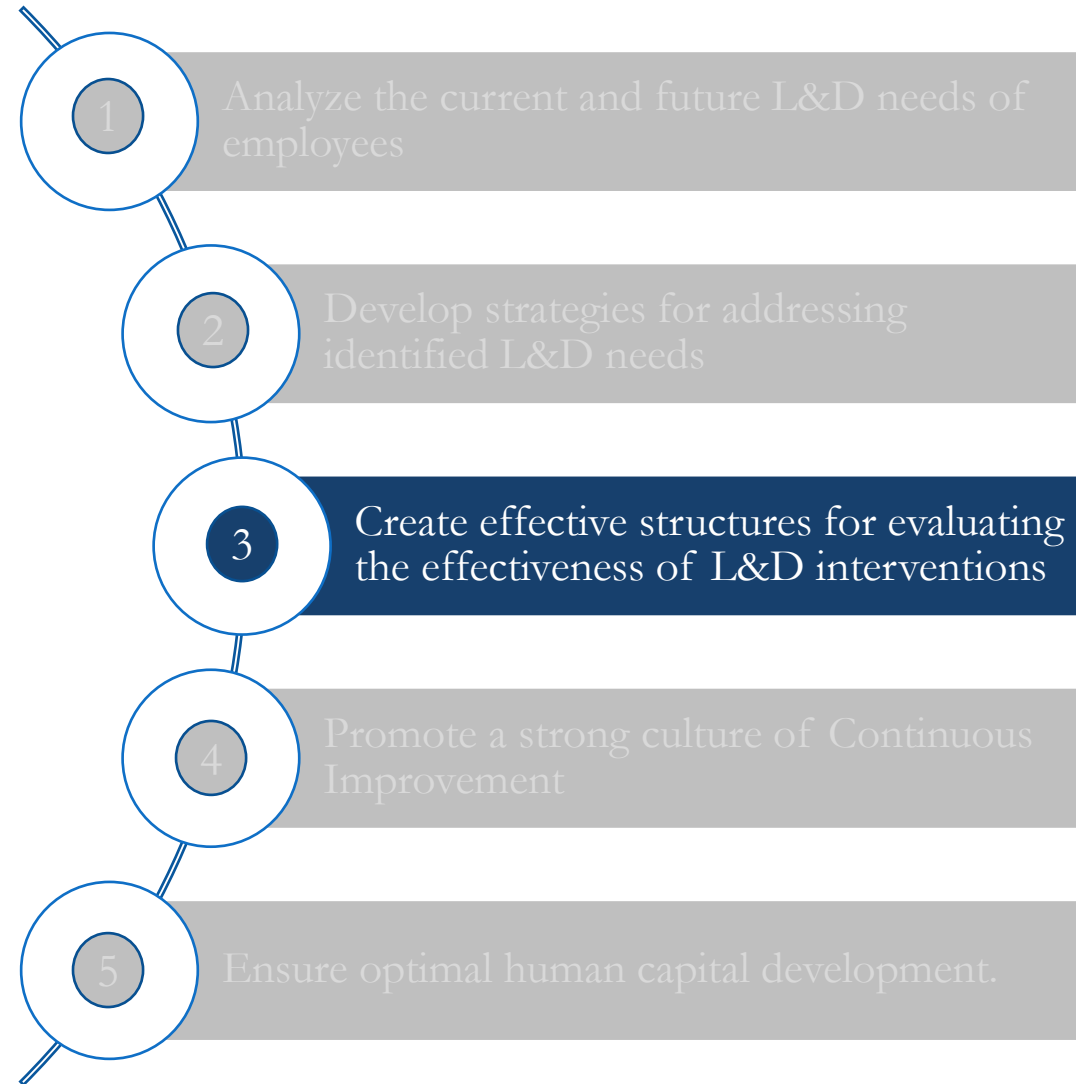 1
Analyze the current and future L&D needs of
employees
2
Develop strategies for addressing
identified L&D needs
3
Create effective structures for evaluating
the effectiveness of L&D interventions
4
Promote a strong culture of Continuous
Improvement
5
Ensure optimal human capital development.